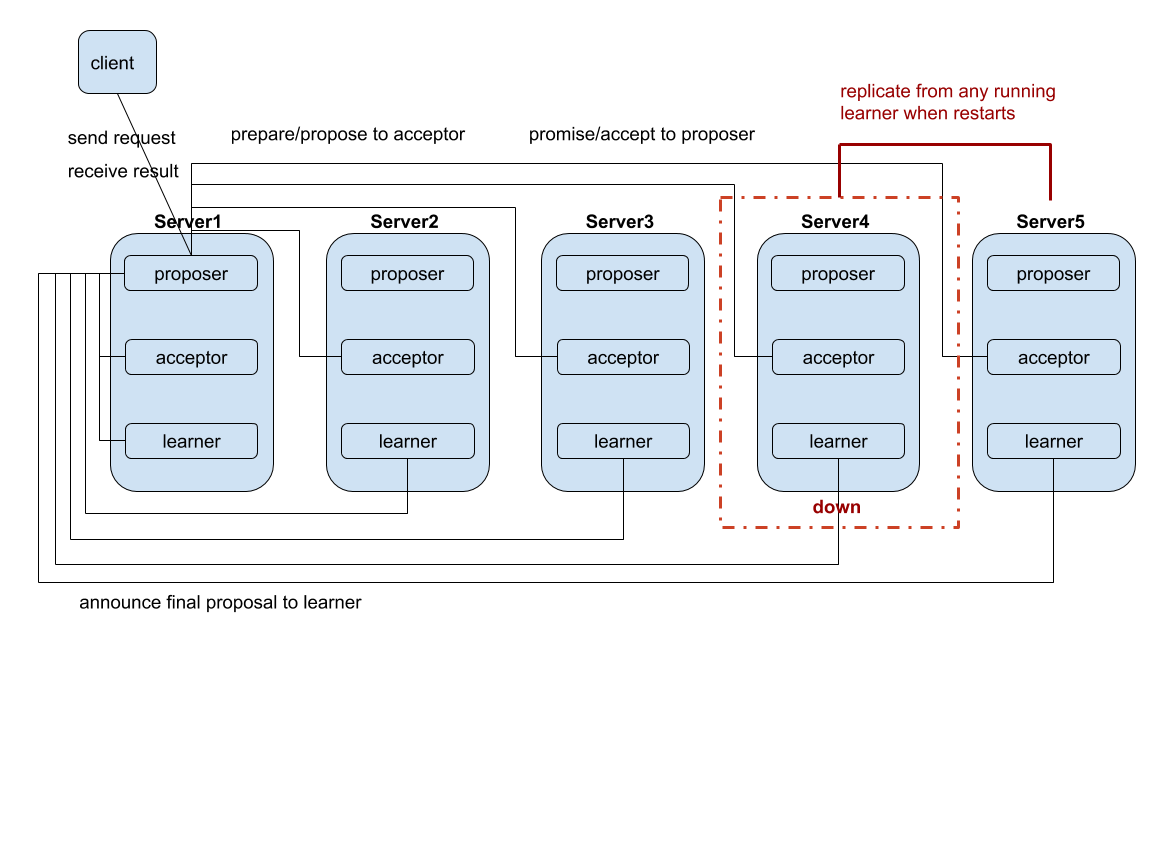 client
replicate from any running
learner when restarts
send request
prepare/propose to acceptor
promise/accept to proposer
receive result
Server1
Server2
Server3
Server4
Server5
proposer
proposer
proposer
proposer
proposer
acceptor
acceptor
acceptor
acceptor
acceptor
learner
learner
learner
learner
learner
down
announce final proposal to learner